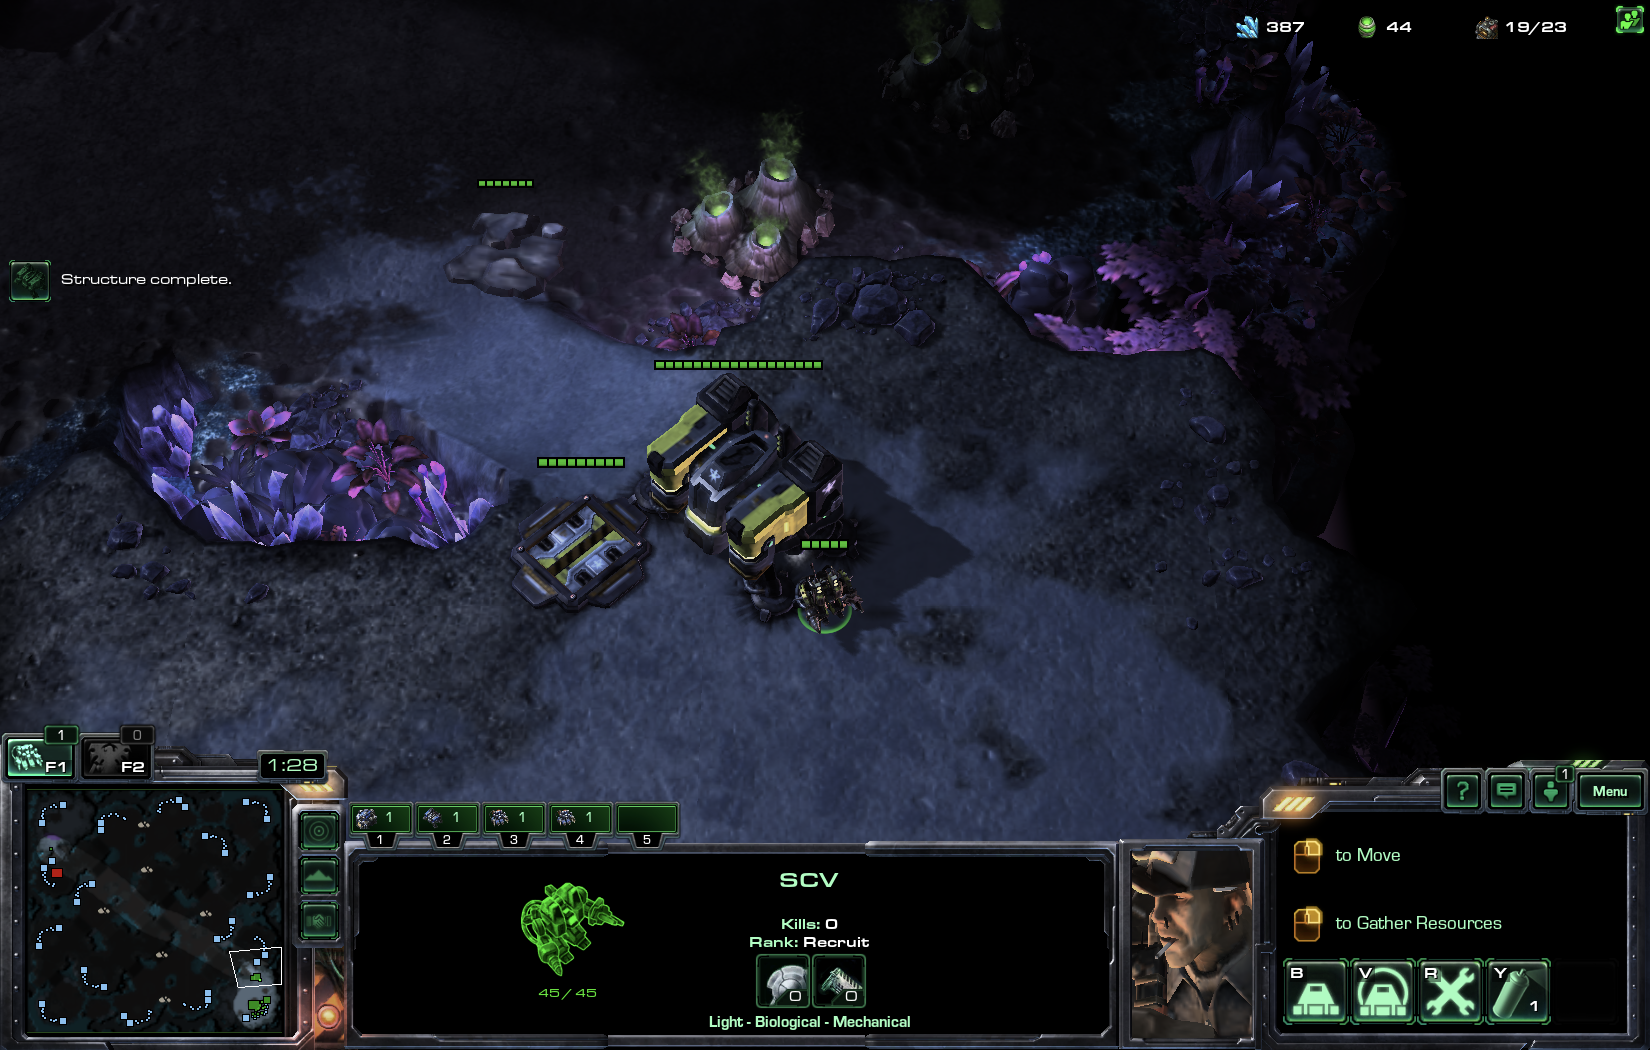 387 44 19/23
Structure complete.
1 0
F1 F2
1:28
1 1 1 1
1 2 3 4 5
SCV
Kills: 0
Rank: Recruit
0 0
45/45
Light - Biological - Mechanical
? 1 Menu
to Move
to Gather Resources
B V R Y
1